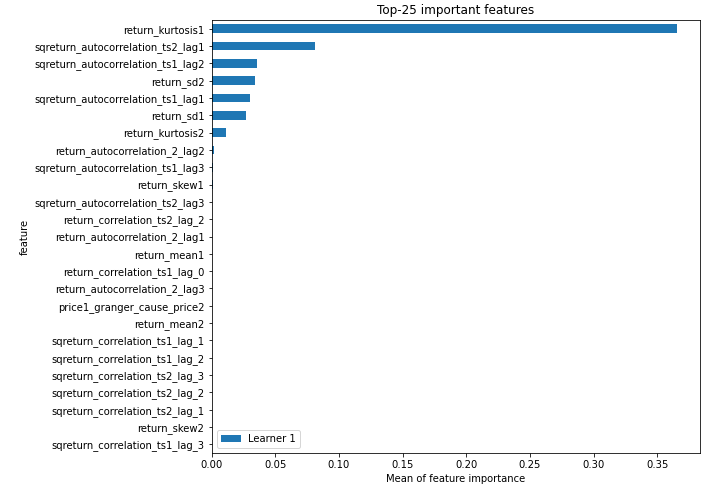 Top-25 important features
return_kurtosis1
sqreturn_autocorrelation_ts2_lag1
sqreturn_autocorrelation_ts1_lag2
return_sd2
sqreturn_autocorrelation_ts1_lag1
return_sd1
return_kurtosis2
return_autocorrelation_2_lag2
sqreturn_autocorrelation_ts1_lag3
return_skew1
sqreturn_autocorrelation_ts2_lag3
return_correlation_ts2_lag_2
return_autocorrelation_2_lag1
return_mean1
return_correlation_ts1_lag_0
return_autocorrelation_2_lag3
price1_granger_cause_price2
return_mean2
sqreturn_correlation_ts1_lag_1
sqreturn_correlation_ts1_lag_2
sqreturn_correlation_ts2_lag_3
sqreturn_correlation_ts2_lag_2
sqreturn_correlation_ts2_lag_1
return_skew2
sqreturn_correlation_ts1_lag_3
feature
Learner 1
0.00 0.05 0.10 0.15 0.20 0.25 0.30 0.35
Mean of feature importance